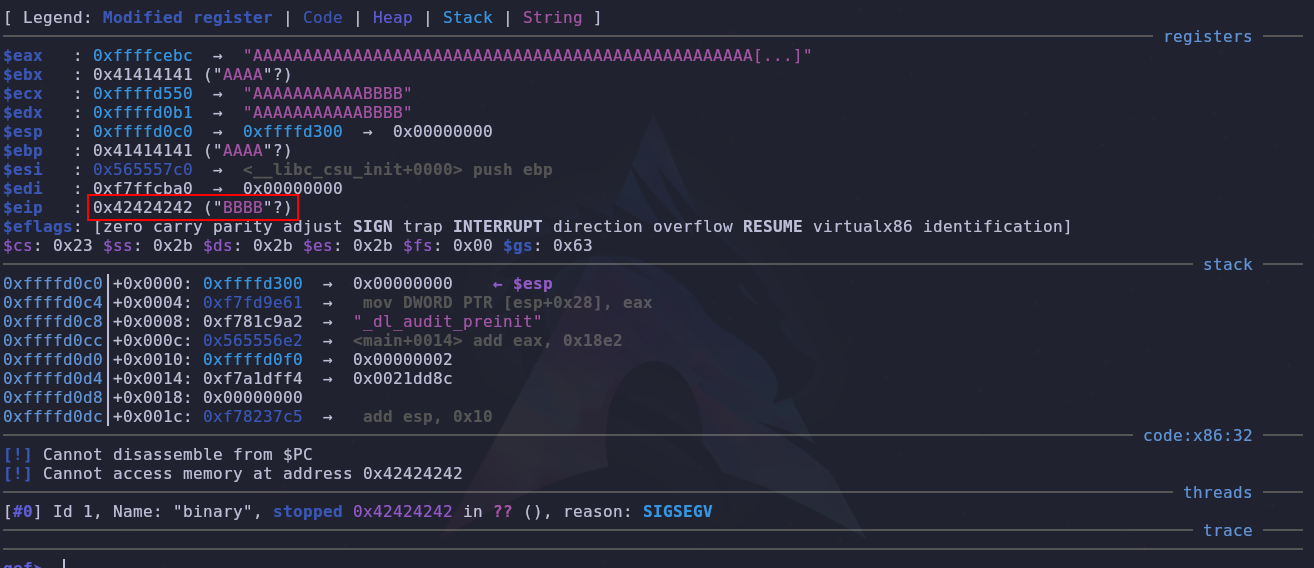 [ Legend: Modified register | Code | Heap | Stack | String ]
registers
$eax   : 0xffffcebc  →  "AAAAAAAAAAAAAAAAAAAAAAAAAAAAAAAAAAAAAAAAAAAAAAAAAA[...]"
$ebx   : 0x41414141 ("AAAA"?)
$ecx   : 0xffffd550  →  "AAAAAAAAAAABBBB"
$edx   : 0xffffd0b1  →  "AAAAAAAAAAABBBB"
$esp   : 0xffffd0c0  →  0xffffd300  →  0x00000000
$ebp   : 0x41414141 ("AAAA"?)
$esi   : 0x565557c0  →  <__libc_csu_init+0000> push ebp
$edi   : 0xf7ffcba0  →  0x00000000
$eip   : 0x42424242 ("BBBB"?)
$eflags: [zero carry parity adjust SIGN trap INTERRUPT direction overflow RESUME virtualx86 identification]
$cs: 0x23 $ss: 0x2b $ds: 0x2b $es: 0x2b $fs: 0x00 $gs: 0x63
stack
0xffffd0c0│+0x0000: 0xffffd300  →  0x00000000    ← $esp
0xffffd0c4│+0x0004: 0xf7fd9e61  →   mov DWORD PTR [esp+0x28], eax
0xffffd0c8│+0x0008: 0xf781c9a2  →  "_dl_audit_preinit"
0xffffd0cc│+0x000c: 0x565556e2  →  <main+0014> add eax, 0x18e2
0xffffd0d0│+0x0010: 0xffffd0f0  →  0x00000002
0xffffd0d4│+0x0014: 0xf7a1dff4  →  0x0021dd8c
0xffffd0d8│+0x0018: 0x00000000
0xffffd0dc│+0x001c: 0xf78237c5  →   add esp, 0x10
code:x86:32
[!] Cannot disassemble from $PC
[!] Cannot access memory at address 0x42424242
threads
[#0] Id 1, Name: "binary", stopped 0x42424242 in ?? (), reason: SIGSEGV
trace
gef>